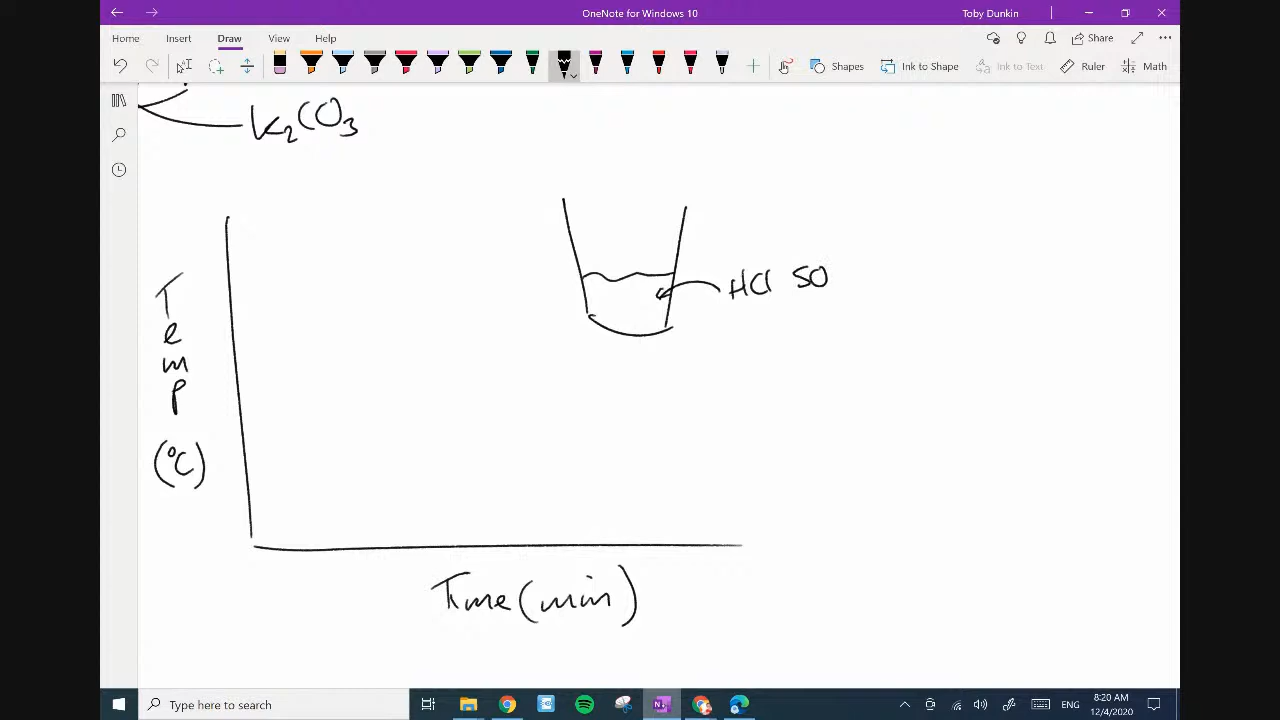 OneNote for Windows 10
Toby Dunkin
Home Insert Draw View Help
Share
Shapes
Ink to Shape
Ink to Text
Ruler
Math
K2CO3
HCl 50
Temp
(°C)
Time (min)
Type here to search
ENG
8:20 AM
12/4/2020